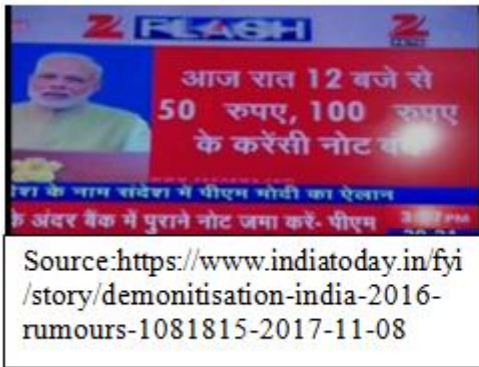 Z FLASH Z
आज रात 12 बजे से
50 रुपए, 100 रुपए
के करेंसी नोट
के नाम संदेश में पीएम मोदी का ऐलान
के अंदर बैंक में पुराने नोट जमा करें- पीएम
Source:https://www.indiatoday.in/fyi
/story/demonitisation-india-2016-
rumours-1081815-2017-11-08